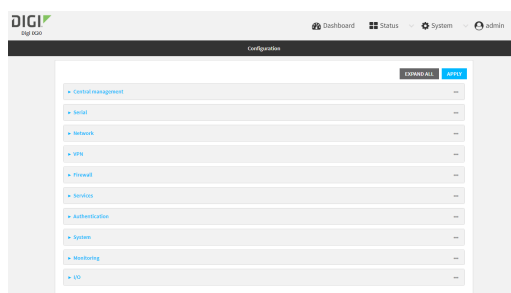 DIGI
Digi IX20
Dashboard Status System admin
Configuration
EXPAND ALL APPLY
Central management
Serial
Network
VPN
Firewall
Services
Authentication
System
Monitoring
I/O